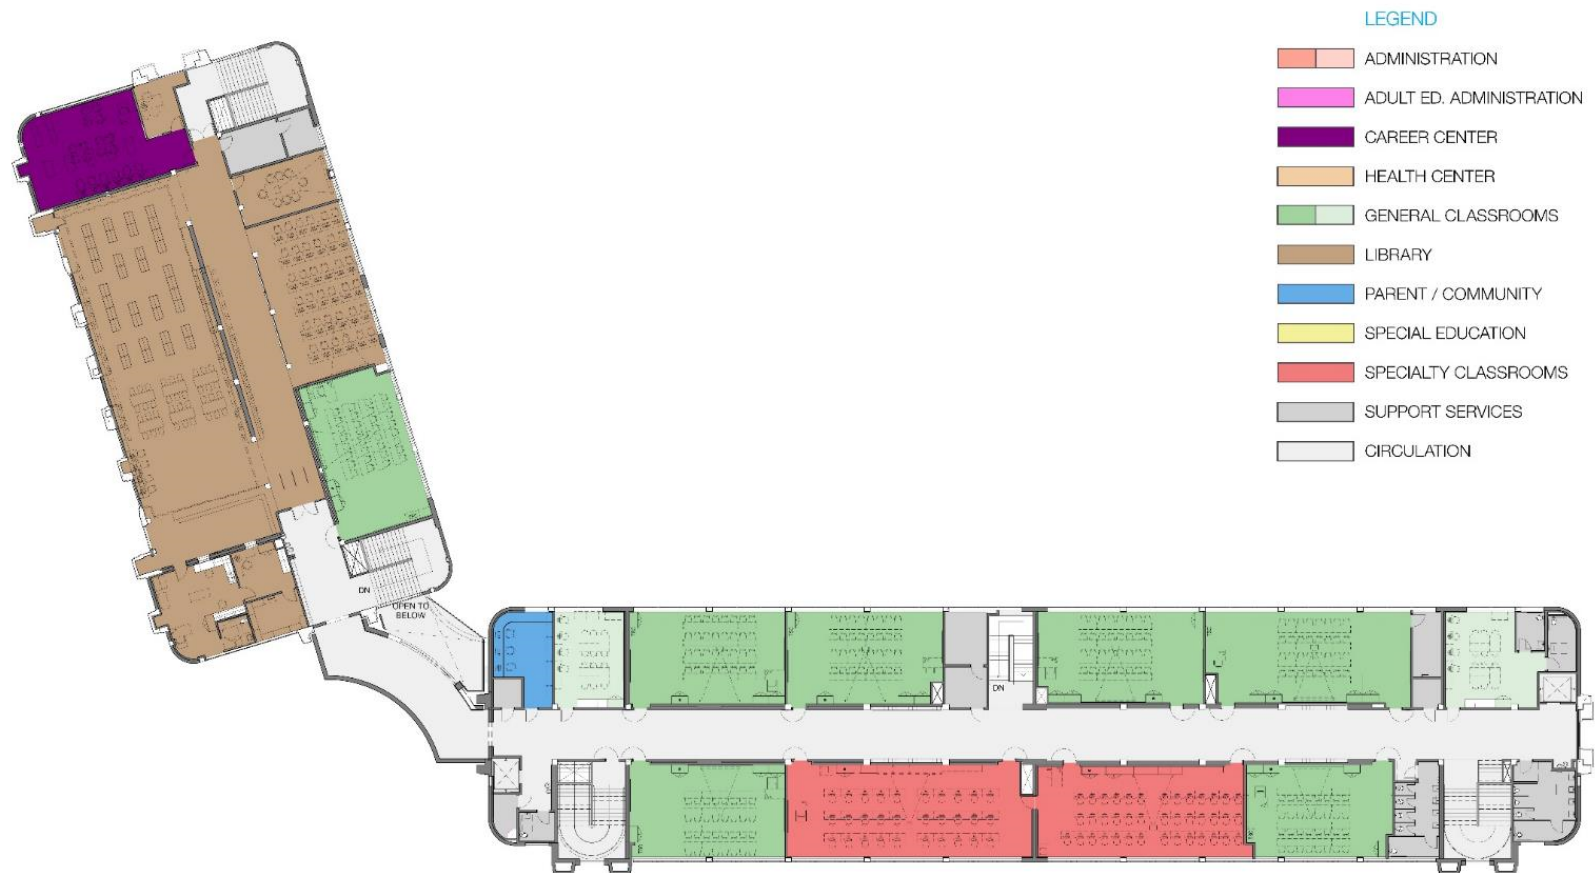 LEGEND
ADMINISTRATION
ADULT ED. ADMINISTRATION
CAREER CENTER
HEALTH CENTER
GENERAL CLASSROOMS
LIBRARY
PARENT / COMMUNITY
SPECIAL EDUCATION
SPECIALTY CLASSROOMS
SUPPORT SERVICES
CIRCULATION
DN
OPEN TO
BELOW
DN